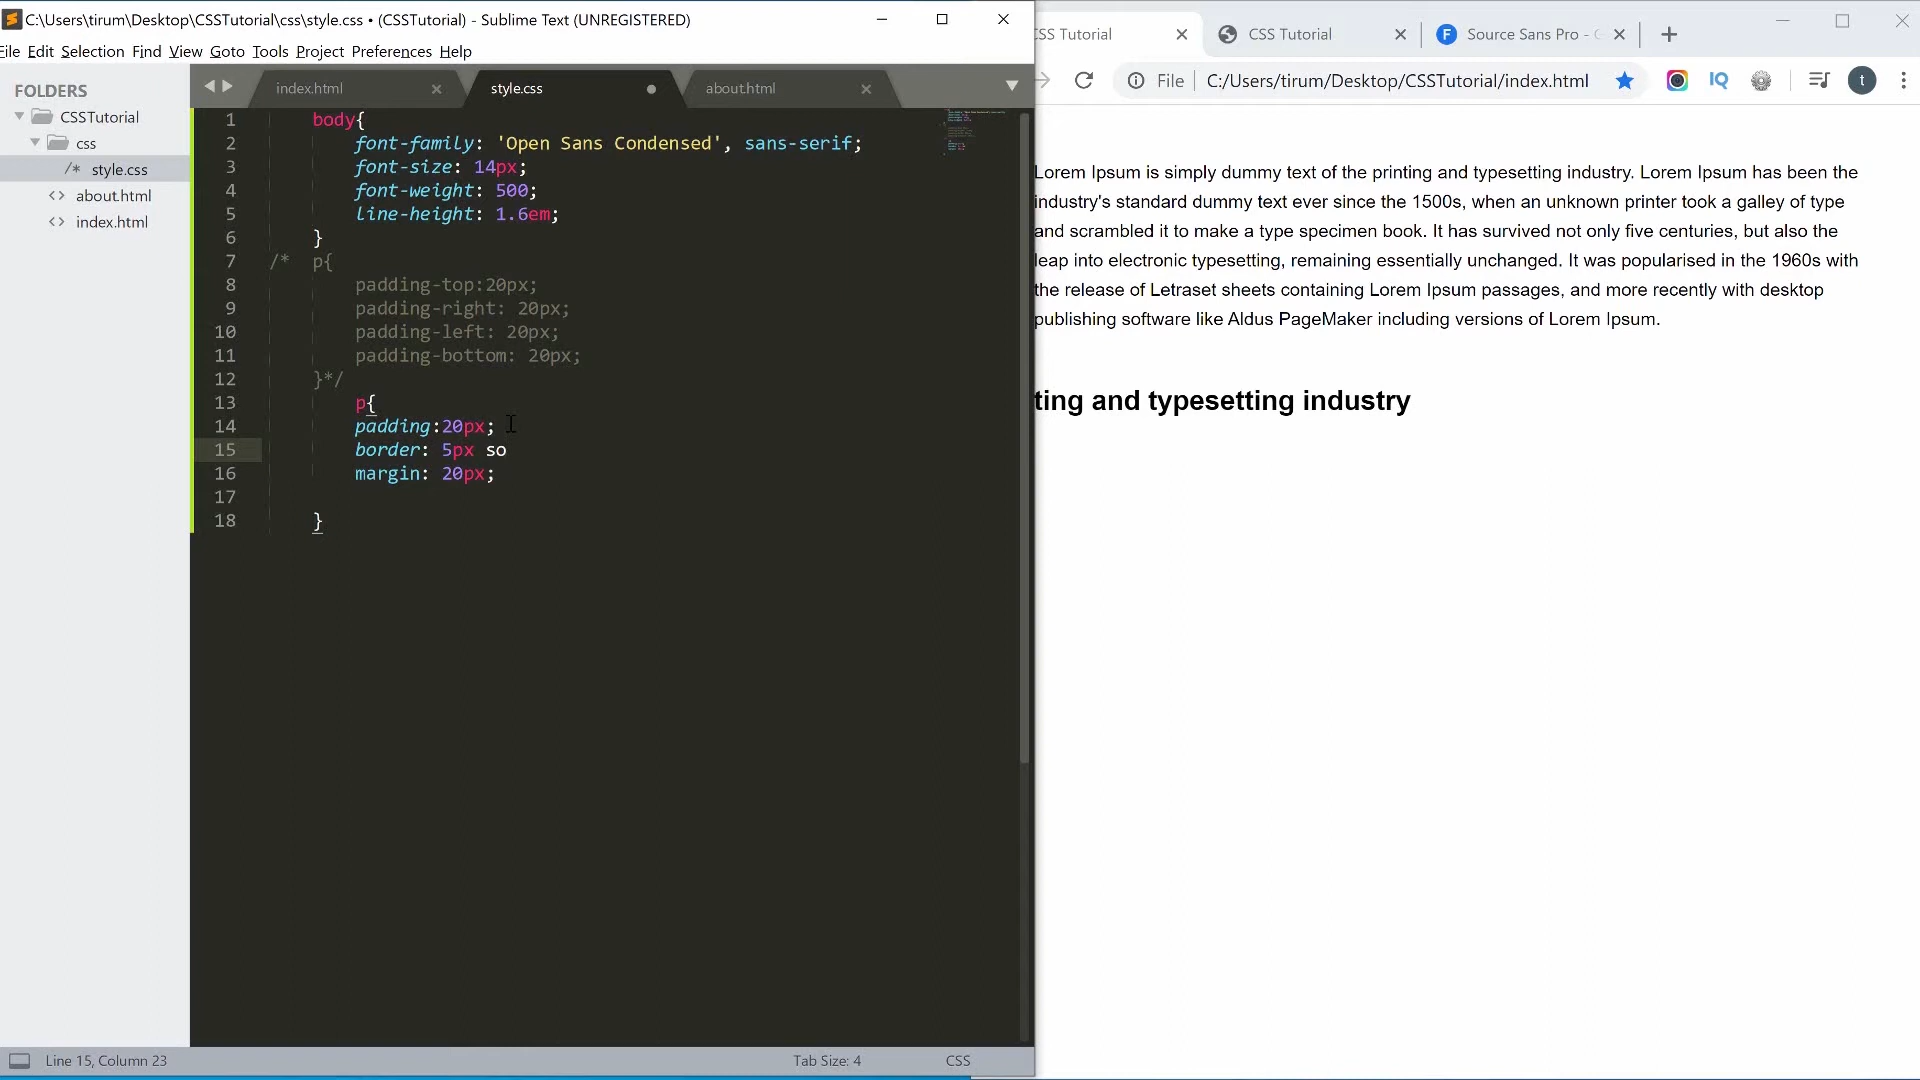 C:\Users\tirum\Desktop\CSSTutorial\css\style.css • (CSSTutorial) - Sublime Text (UNREGISTERED)
File Edit Selection Find View Goto Tools Project Preferences Help
FOLDERS
CSSTutorial
css
/* style.css
<> about.html
<> index.html
index.html
style.css
about.html
1 body{
2 font-family: 'Open Sans Condensed', sans-serif;
3 font-size: 14px;
4 font-weight: 500;
5 line-height: 1.6em;
6 }
7 /* p{
8 padding-top:20px;
9 padding-right: 20px;
10 padding-left: 20px;
11 padding-bottom: 20px;
12 }*/
13 p{
14 padding:20px;
15 border: 5px so
16 margin: 20px;
17
18 }
Line 15, Column 23
Tab Size: 4
CSS
CSS Tutorial
CSS Tutorial
Source Sans Pro -
File
C:/Users/tirum/Desktop/CSSTutorial/index.html
IQ
t
Lorem Ipsum is simply dummy text of the printing and typesetting industry. Lorem Ipsum has been the
industry's standard dummy text ever since the 1500s, when an unknown printer took a galley of type
and scrambled it to make a type specimen book. It has survived not only five centuries, but also the
leap into electronic typesetting, remaining essentially unchanged. It was popularised in the 1960s with
the release of Letraset sheets containing Lorem Ipsum passages, and more recently with desktop
publishing software like Aldus PageMaker including versions of Lorem Ipsum.
ting and typesetting industry